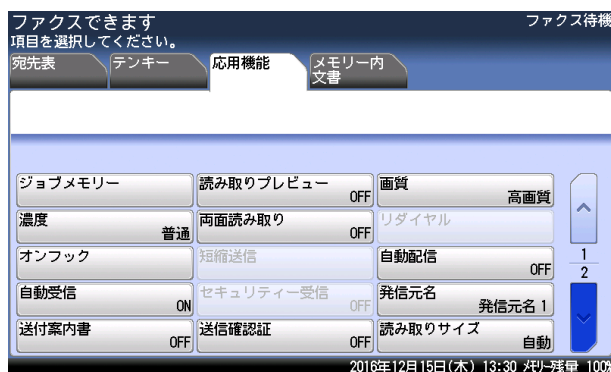 ファクスできます
ファクス待機
項目を選択してください。
宛先表
テンキー
応用機能
メモリー内
文書
ジョブメモリー
読み取りプレビュー
OFF
画質
高画質
濃度
普通
両面読み取り
OFF
リダイヤル
オンフック
短縮送信
自動配信
OFF
自動受信
ON
セキュリティー受信
OFF
発信元名
発信元名 1
送付案内書
OFF
送信確認証
OFF
読み取りサイズ
自動
1
2
2016年12月15日(木) 13:30 メモリー残量 100%